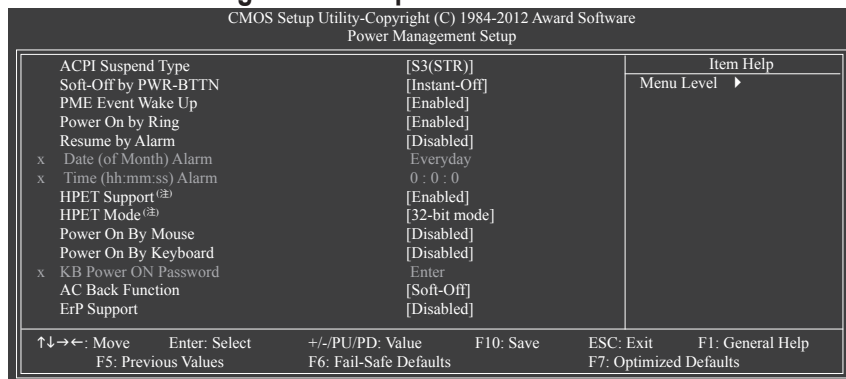 CMOS Setup Utility-Copyright (C) 1984-2012 Award Software
Power Management Setup
ACPI Suspend Type [S3(STR)] Item Help
Soft-Off by PWR-BTTN [Instant-Off] Menu Level ▶
PME Event Wake Up [Enabled]
Power On by Ring [Enabled]
Resume by Alarm [Disabled]
x Date (of Month) Alarm Everyday
x Time (hh:mm:ss) Alarm 0 : 0 : 0
HPET Support(注) [Enabled]
HPET Mode(注) [32-bit mode]
Power On By Mouse [Disabled]
Power On By Keyboard [Disabled]
x KB Power ON Password Enter
AC Back Function [Soft-Off]
ErP Support [Disabled]
↑↓→←: Move Enter: Select +/-/PU/PD: Value F10: Save ESC: Exit F1: General Help
F5: Previous Values F6: Fail-Safe Defaults F7: Optimized Defaults